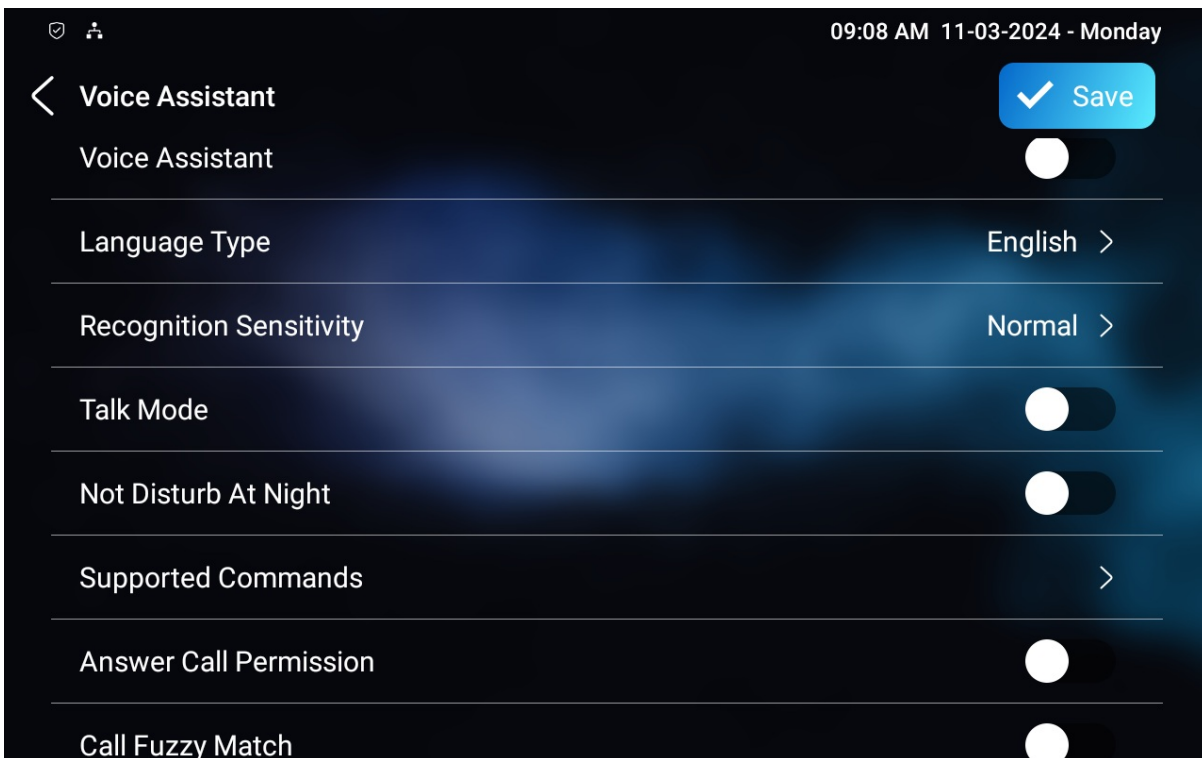 09:08 AM 11-03-2024 - Monday
Voice Assistant
Save
Voice Assistant
Language Type
English
Recognition Sensitivity
Normal
Talk Mode
Not Disturb At Night
Supported Commands
Answer Call Permission
Call Fuzzy Match